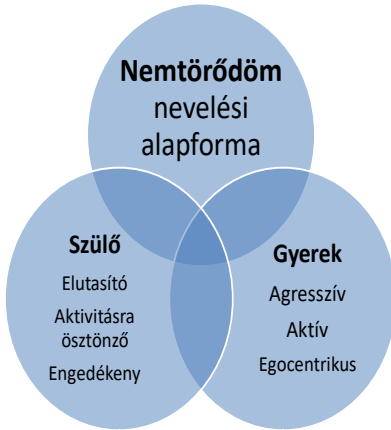 Nemtörődöm
nevelési
alapforma
Szülő
Elutasító
Aktivitásra
ösztönző
Engedékeny
Gyerek
Agresszív
Aktív
Egocentrikus